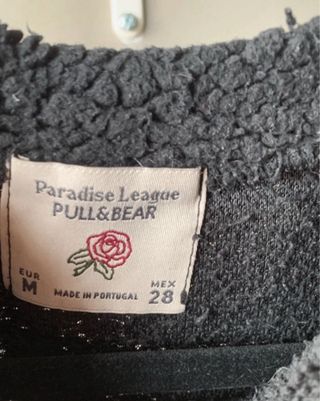 Paradise League
PULL&BEAR
EUR
M
MADE IN PORTUGAL
MEX
28